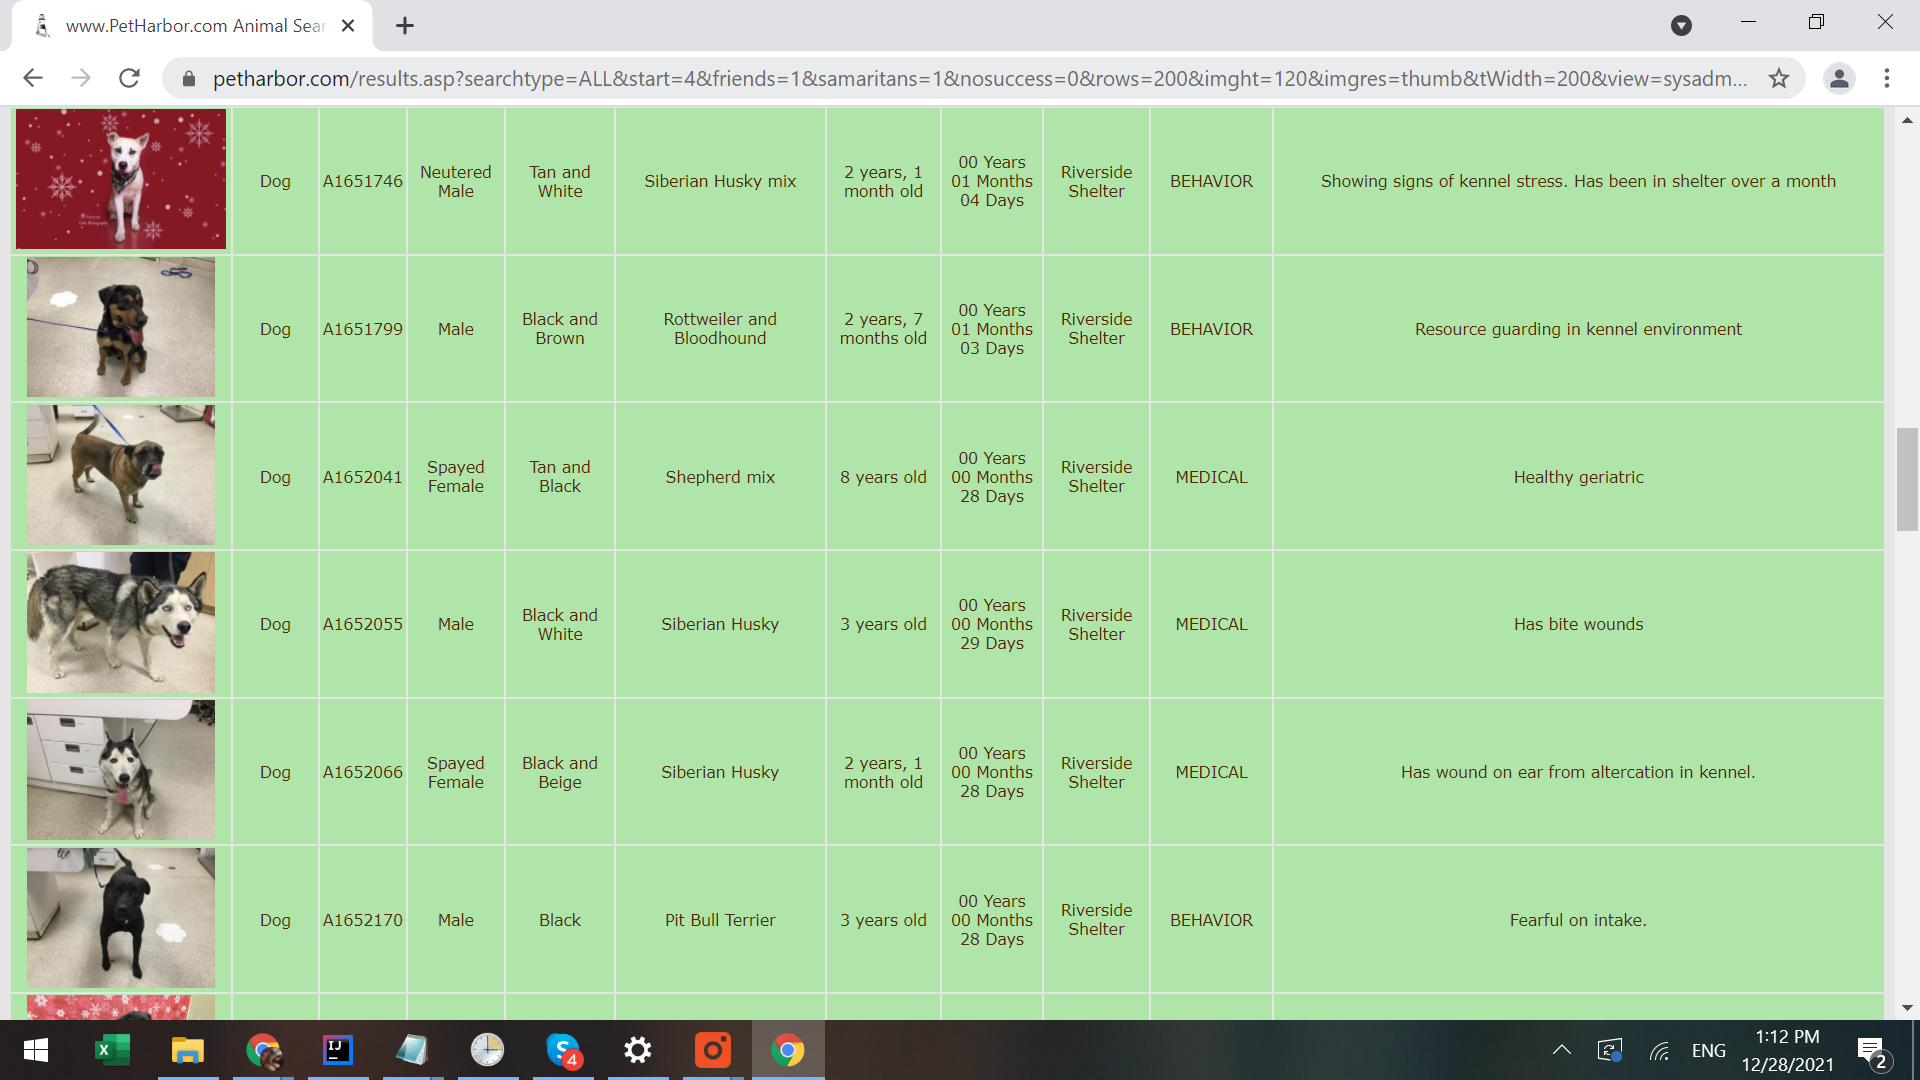 www.PetHarbor.com Animal Sear
petharbor.com/results.asp?searchtype=ALL&start=4&friends=1&samaritans=1&nosuccess=0&rows=200&imght=120&imgres=thumb&tWidth=200&view=sysadm...
Dog
A1651746
Neutered
Male
Tan and
White
Siberian Husky mix
2 years, 1
month old
00 Years
01 Months
04 Days
Riverside
Shelter
BEHAVIOR
Showing signs of kennel stress. Has been in shelter over a month
Dog
A1651799
Male
Black and
Brown
Rottweiler and
Bloodhound
2 years, 7
months old
00 Years
01 Months
03 Days
Riverside
Shelter
BEHAVIOR
Resource guarding in kennel environment
Dog
A1652041
Spayed
Female
Tan and
Black
Shepherd mix
8 years old
00 Years
00 Months
28 Days
Riverside
Shelter
MEDICAL
Healthy geriatric
Dog
A1652055
Male
Black and
White
Siberian Husky
3 years old
00 Years
00 Months
29 Days
Riverside
Shelter
MEDICAL
Has bite wounds
Dog
A1652066
Spayed
Female
Black and
Beige
Siberian Husky
2 years, 1
month old
00 Years
00 Months
28 Days
Riverside
Shelter
MEDICAL
Has wound on ear from altercation in kennel.
Dog
A1652170
Male
Black
Pit Bull Terrier
3 years old
00 Years
00 Months
28 Days
Riverside
Shelter
BEHAVIOR
Fearful on intake.
X
IJ
S
4
ENG
1:12 PM
12/28/2021
2